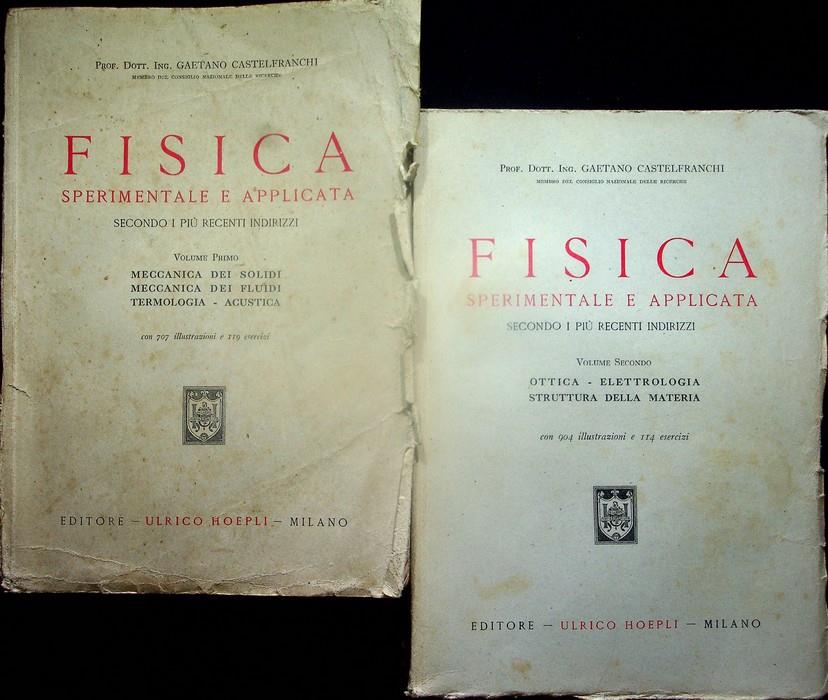 Prof. Dott. Ing. GAETANO CASTELFRANCHI
MEMBRO DEL CONSIGLIO NAZIONALE DELLE RICERCHE
FISICA
SPERIMENTALE E APPLICATA
SECONDO I PIÙ RECENTI INDIRIZZI
Volume Primo
MECCANICA DEI SOLIDI
MECCANICA DEI FLUIDI
TERMOLOGIA - ACUSTICA
con 707 illustrazioni e 119 esercizi
EDITORE — ULRICO HOEPLI — MILANO
Prof. Dott. Ing. GAETANO CASTELFRANCHI
MEMBRO DEL CONSIGLIO NAZIONALE DELLE RICERCHE
FISICA
SPERIMENTALE E APPLICATA
SECONDO I PIÙ RECENTI INDIRIZZI
Volume Secondo
OTTICA - ELETTROLOGIA
STRUTTURA DELLA MATERIA
con 904 illustrazioni e 114 esercizi
EDITORE — ULRICO HOEPLI — MILANO